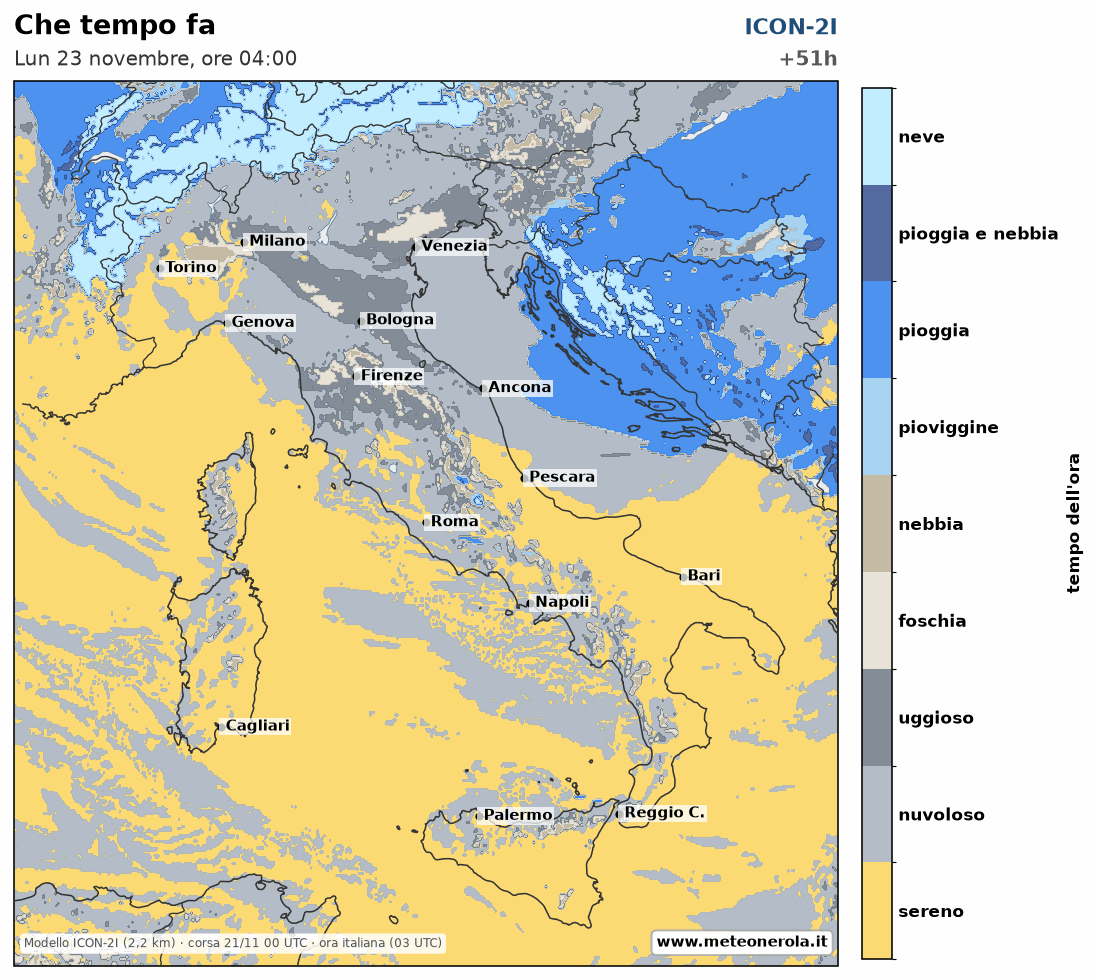 Che tempo fa
ICON-2I
Lun 23 novembre, ore 04:00
+51h
neve
pioggia e nebbia
pioggia
pioviggine
nebbia
foschia
uggioso
nuvoloso
sereno
tempo dell'ora
Milano
Venezia
Torino
Genova
Bologna
Firenze
Ancona
Pescara
Roma
Bari
Napoli
Cagliari
Palermo
Reggio C.
Modello ICON-2I (2,2 km) · corsa 21/11 00 UTC · ora italiana (03 UTC)
www.meteonerola.it